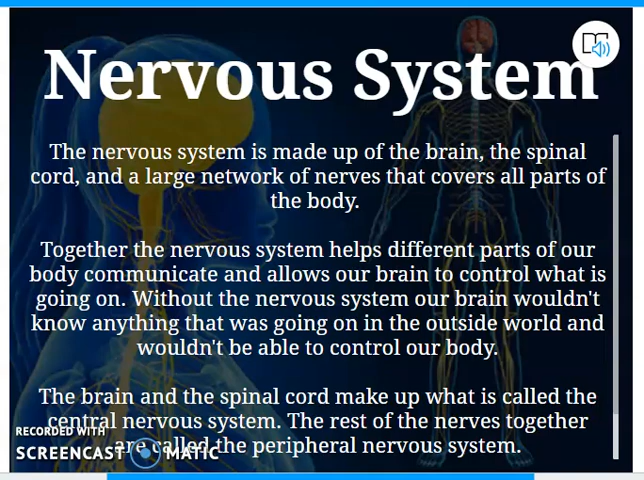 Nervous System
The nervous system is made up of the brain, the spinal
cord, and a large network of nerves that covers all parts of
the body.
Together the nervous system helps different parts of our
body communicate and allows our brain to control what is
going on. Without the nervous system our brain wouldn't
know anything that was going on in the outside world and
wouldn't be able to control our body.
The brain and the spinal cord make up what is called the
central nervous system. The rest of the nerves together
are called the peripheral nervous system.
RECORDED WITH
SCREENCAST MATIC